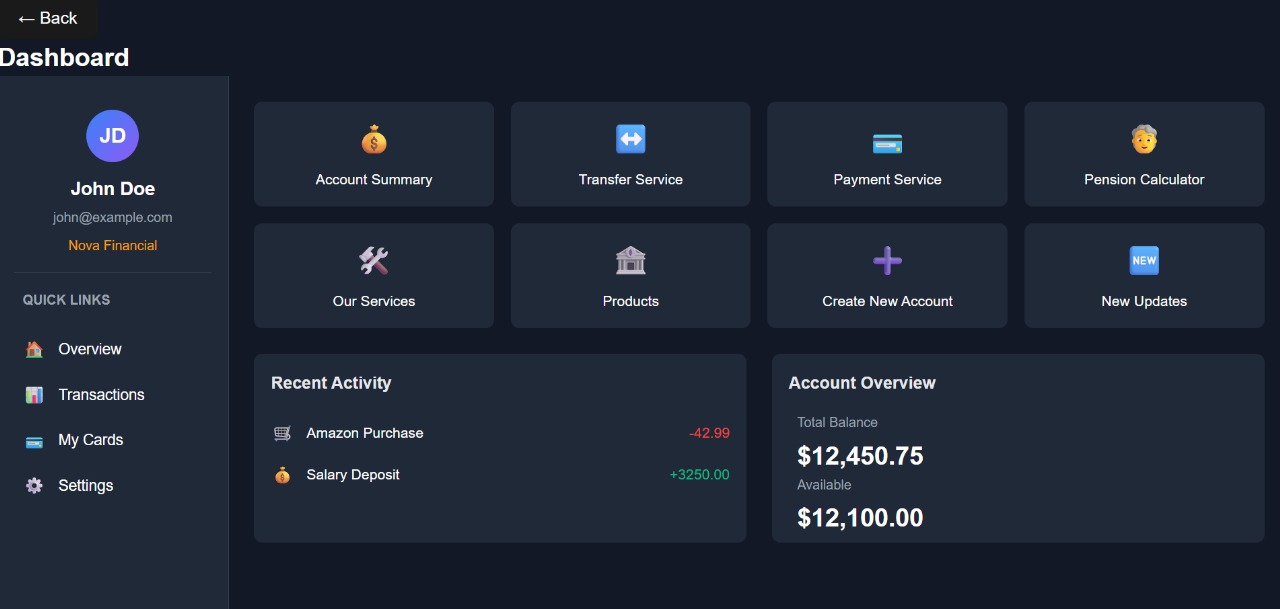 ← Back
Dashboard
JD
John Doe
john@example.com
Nova Financial
QUICK LINKS
Overview
Transactions
My Cards
Settings
Account Summary
Transfer Service
Payment Service
Pension Calculator
Our Services
Products
Create New Account
NEW
New Updates
Recent Activity
Amazon Purchase -42.99
Salary Deposit +3250.00
Account Overview
Total Balance
$12,450.75
Available
$12,100.00